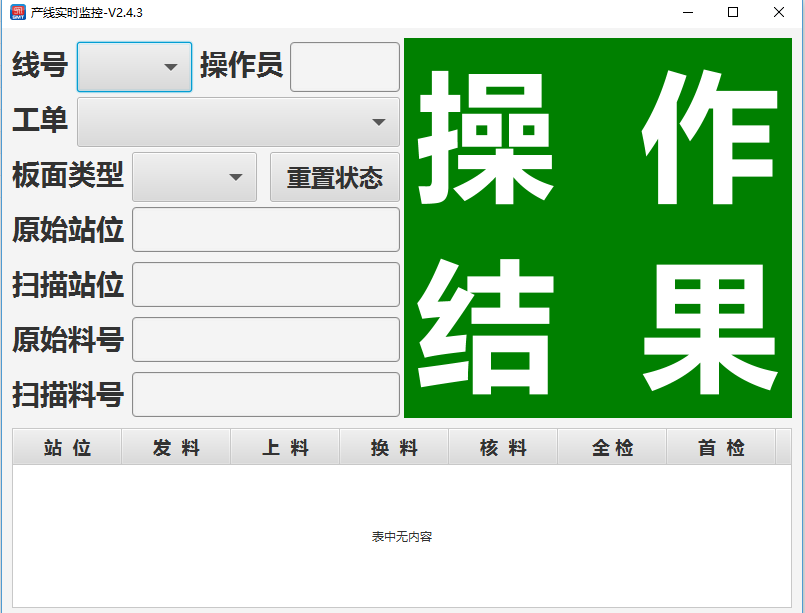 产线实时监控-V2.4.3
线号 操作员
工单
板面类型 重置状态
原始站位
扫描站位
原始料号
扫描料号
操 作
结 果
站 位 发 料 上 料 换 料 核 料 全检 首 检
表中无内容